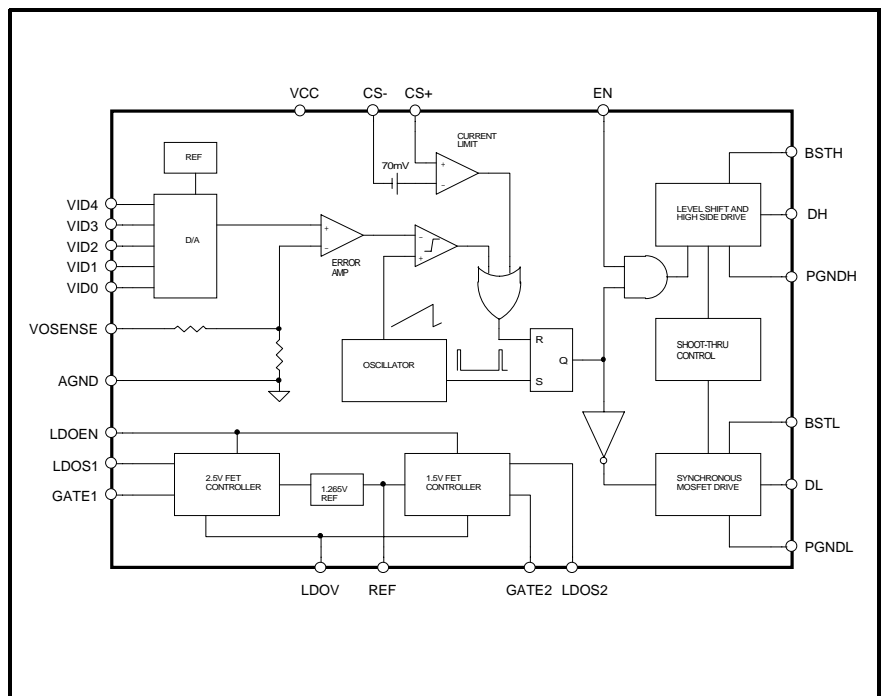 VCC
CS-
CS+
EN
CURRENT
LIMIT
70mV
+
−
REF
VID4
VID3
VID2
VID1
VID0
D/A
+
−
ERROR
AMP
−
+
BSTH
LEVEL SHIFT AND
HIGH SIDE DRIVE
DH
PGNDH
VOSENSE
AGND
OSCILLATOR
R
Q
S
SHOOT-THRU
CONTROL
LDOEN
LDOS1
GATE1
2.5V FET
CONTROLLER
1.265V
REF
1.5V FET
CONTROLLER
BSTL
SYNCHRONOUS
MOSFET DRIVE
DL
PGNDL
LDOV
REF
GATE2
LDOS2